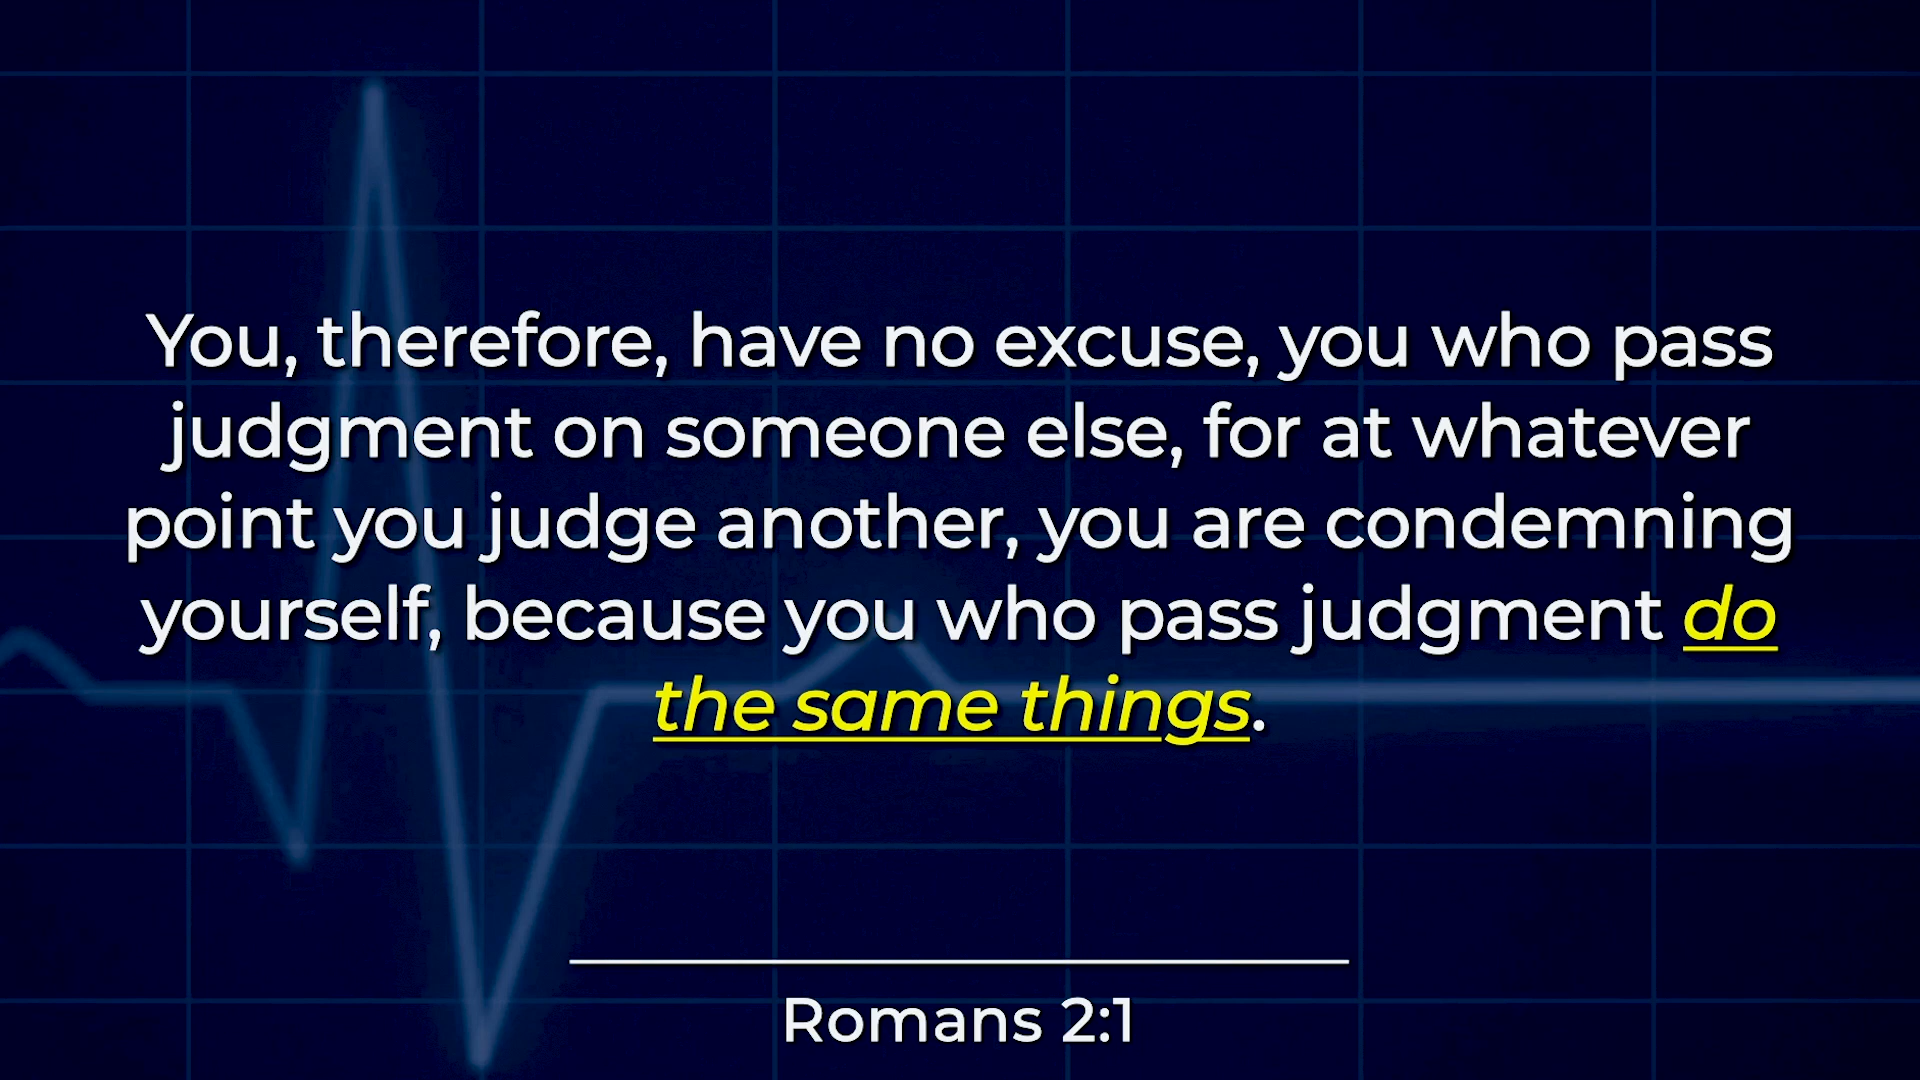 You, therefore, have no excuse, you who pass
judgment on someone else, for at whatever
point you judge another, you are condemning
yourself, because you who pass judgment do
the same things.
Romans 2:1